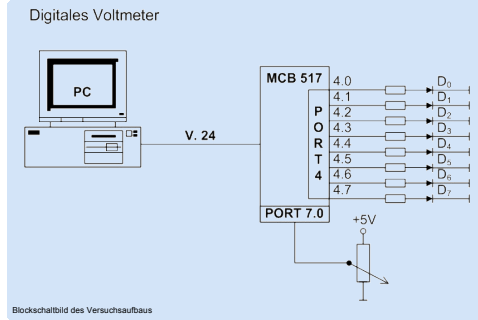 Digitales Voltmeter
PC
V. 24
MCB 517
PORT4
4.0
4.1
4.2
4.3
4.4
4.5
4.6
4.7
D0
D1
D2
D3
D4
D5
D6
D7
PORT 7.0
+5V
Blockschaltbild des Versuchsaufbaus